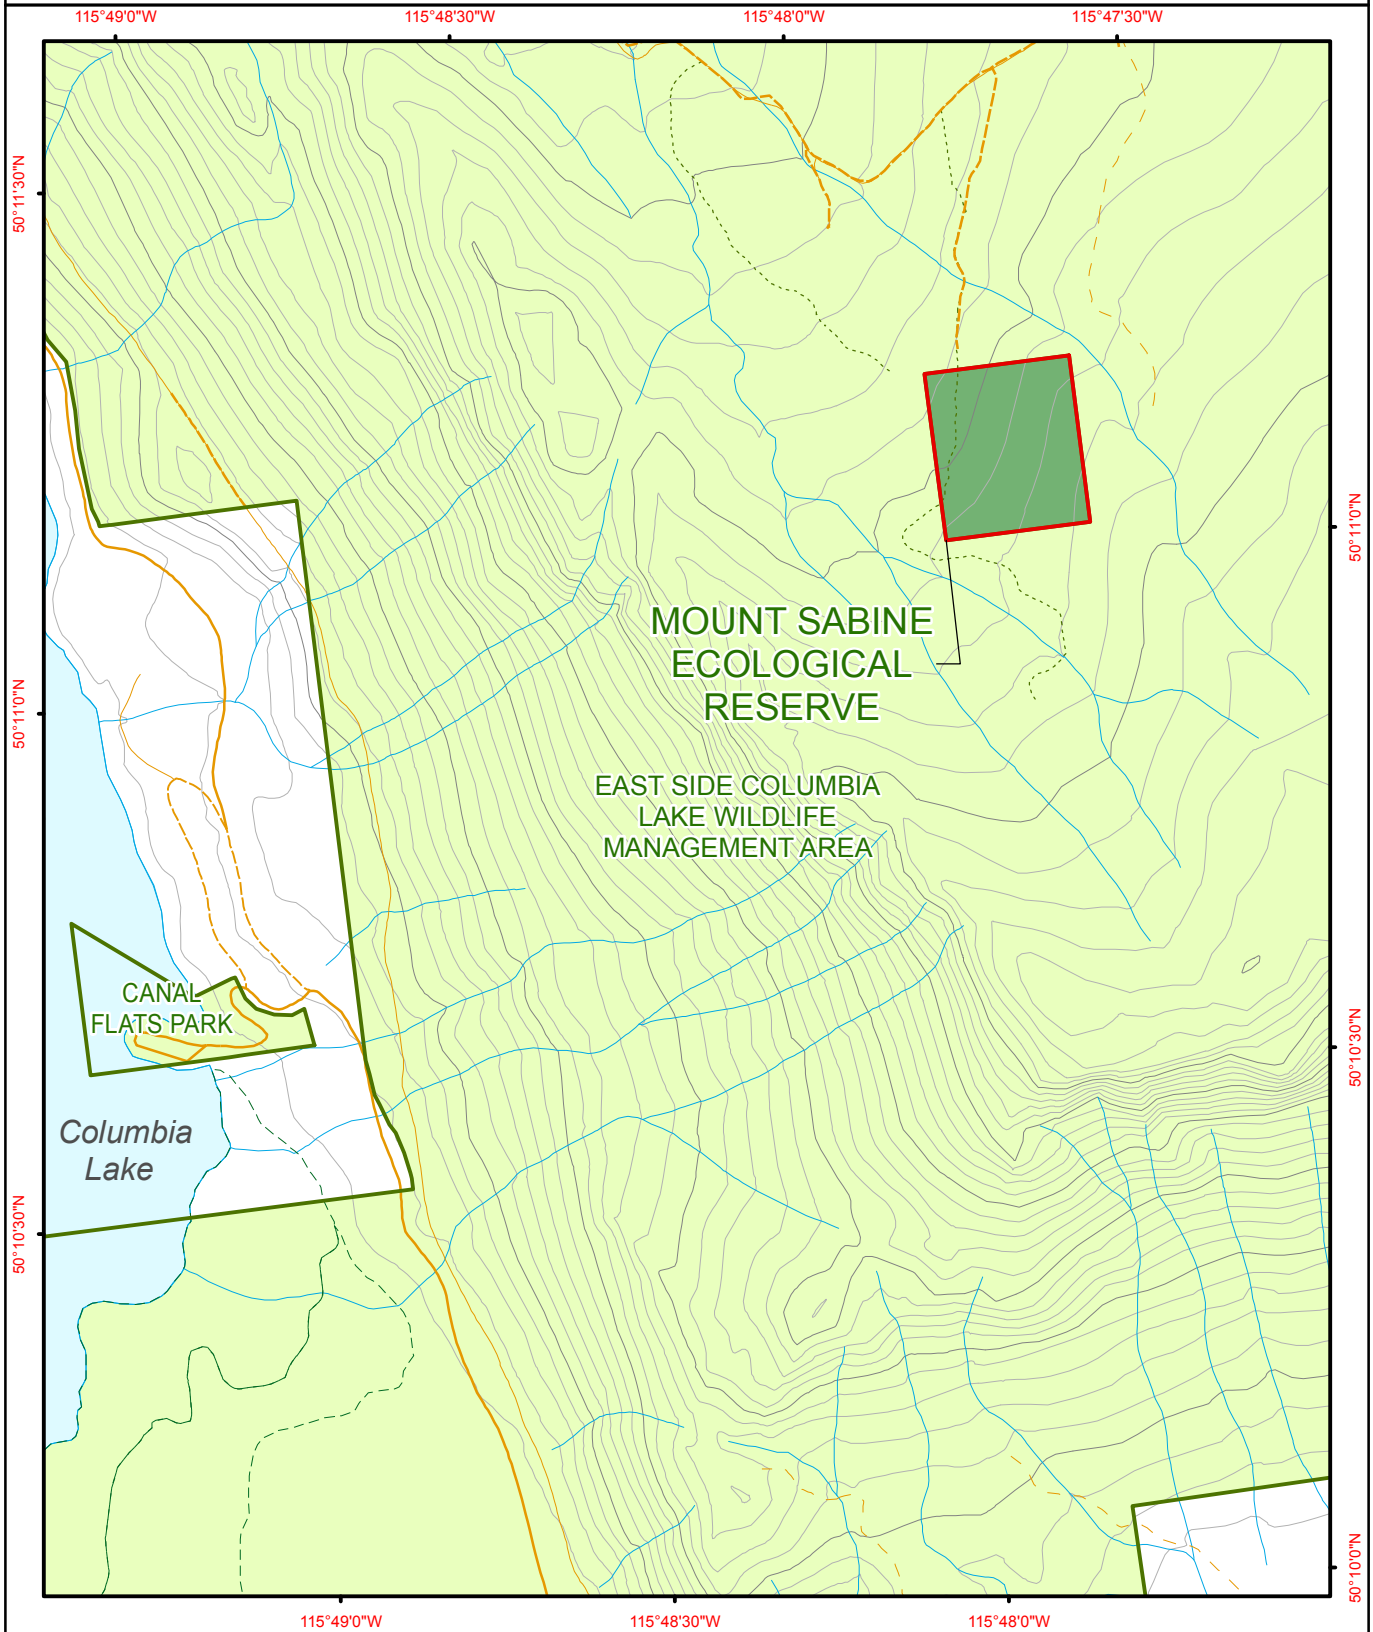 115°49'0"W
115°48'30"W
115°48'0"W
115°47'30"W
50°11'30"N
50°11'0"N
50°11'0"N
50°10'30"N
50°10'30"N
50°10'0"N
MOUNT SABINE
ECOLOGICAL
RESERVE
EAST SIDE COLUMBIA
LAKE WILDLIFE
MANAGEMENT AREA
CANAL
FLATS PARK
Columbia
Lake
115°49'0"W
115°48'30"W
115°48'0"W